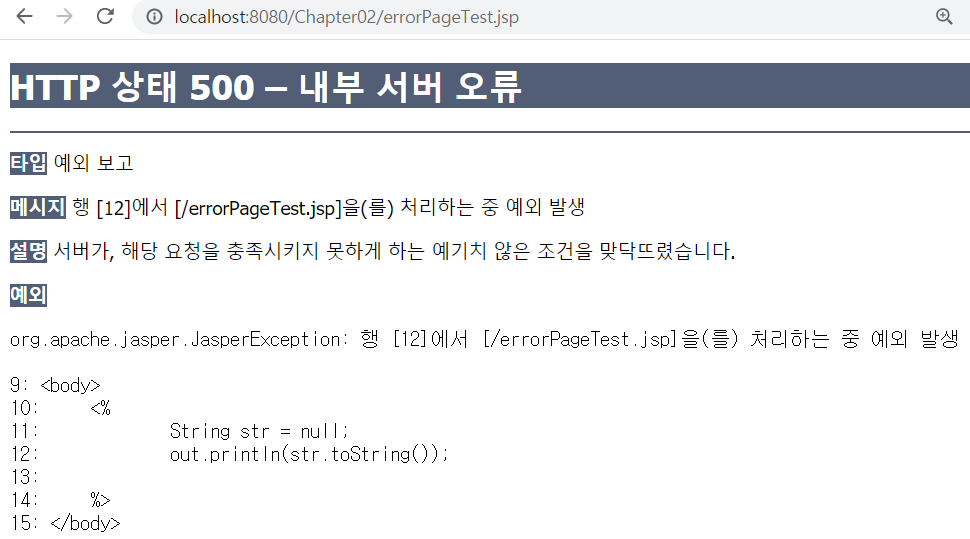 localhost:8080/Chapter02/errorPageTest.jsp
HTTP 상태 500 – 내부 서버 오류
타입 예외 보고
메시지 행 [12]에서 [/errorPageTest.jsp]을(를) 처리하는 중 예외 발생
설명 서버가, 해당 요청을 충족시키지 못하게 하는 예기치 않은 조건을 맞닥뜨렸습니다.
예외
org.apache.jasper.JasperException: 행 [12]에서 [/errorPageTest.jsp]을(를) 처리하는 중 예외 발생
9: <body>
10: <%
11: String str = null;
12: out.println(str.toString());
13:
14: %>
15: </body>